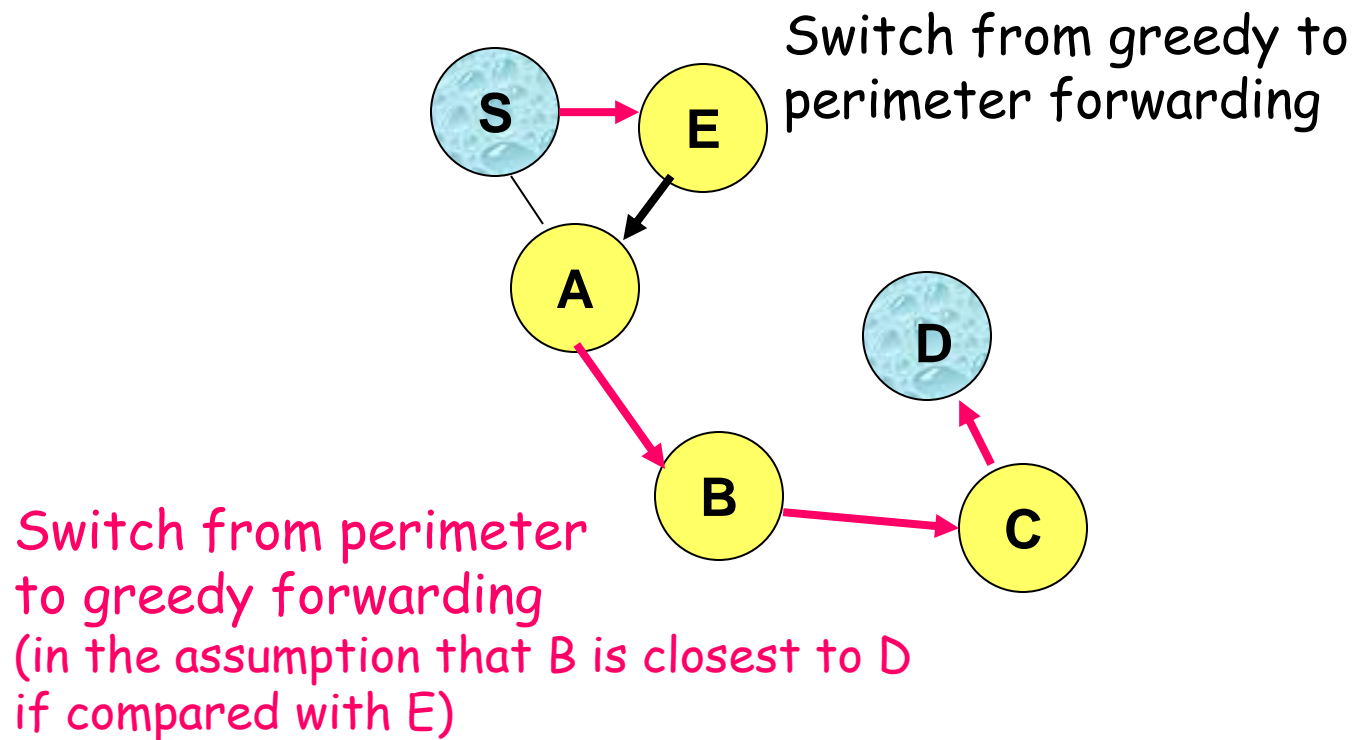 Switch from greedy to
perimeter forwarding
S
E
A
D
B
C
Switch from perimeter
to greedy forwarding
(in the assumption that B is closest to D
if compared with E)